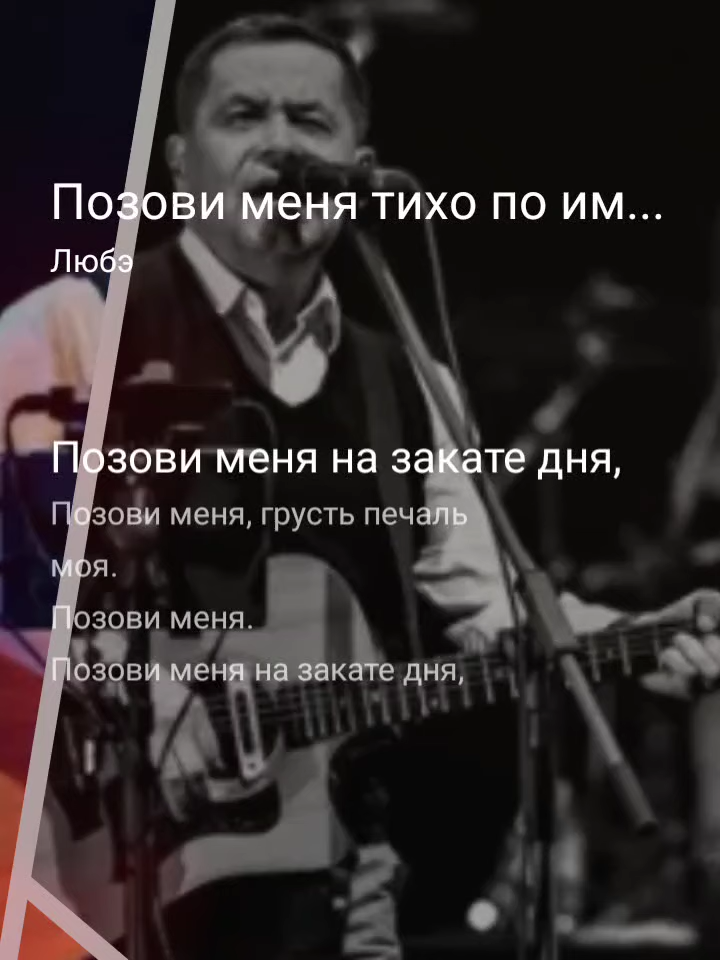 Позови меня тихо по им...
Любэ
Позови меня на закате дня,
Позови меня, грусть печаль
моя.
Позови меня.
Позови меня на закате дня,